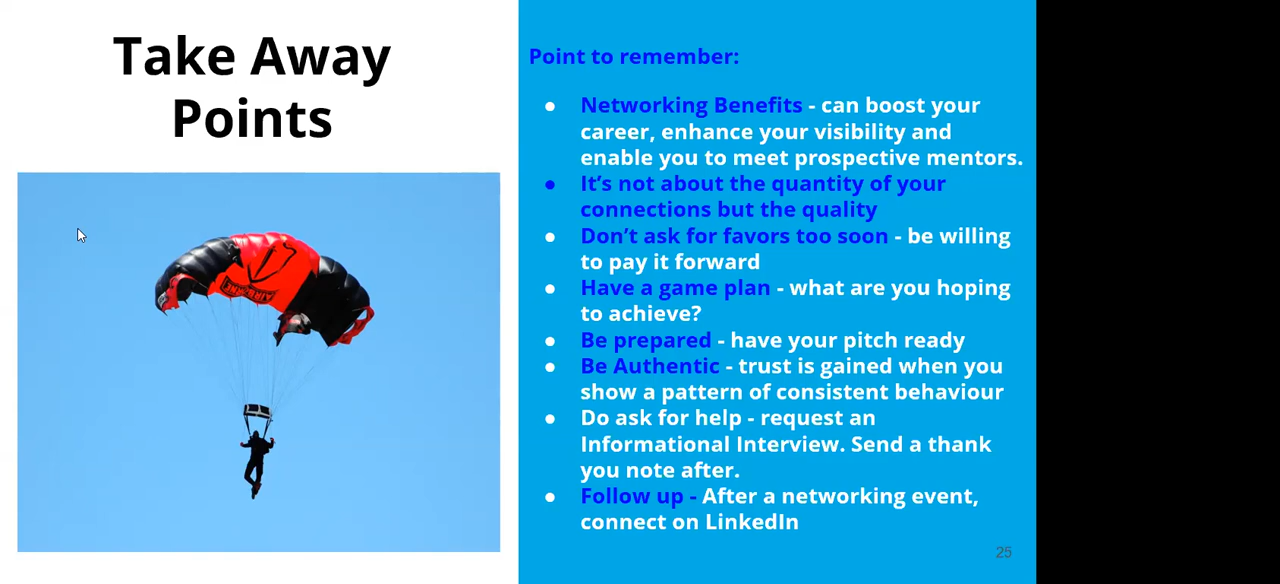 Take Away
Points
Point to remember:
● Networking Benefits - can boost your
career, enhance your visibility and
enable you to meet prospective mentors.
● It’s not about the quantity of your
connections but the quality
● Don’t ask for favors too soon - be willing
to pay it forward
● Have a game plan - what are you hoping
to achieve?
● Be prepared - have your pitch ready
● Be Authentic - trust is gained when you
show a pattern of consistent behaviour
● Do ask for help - request an
Informational Interview. Send a thank
you note after.
● Follow up - After a networking event,
connect on LinkedIn
25